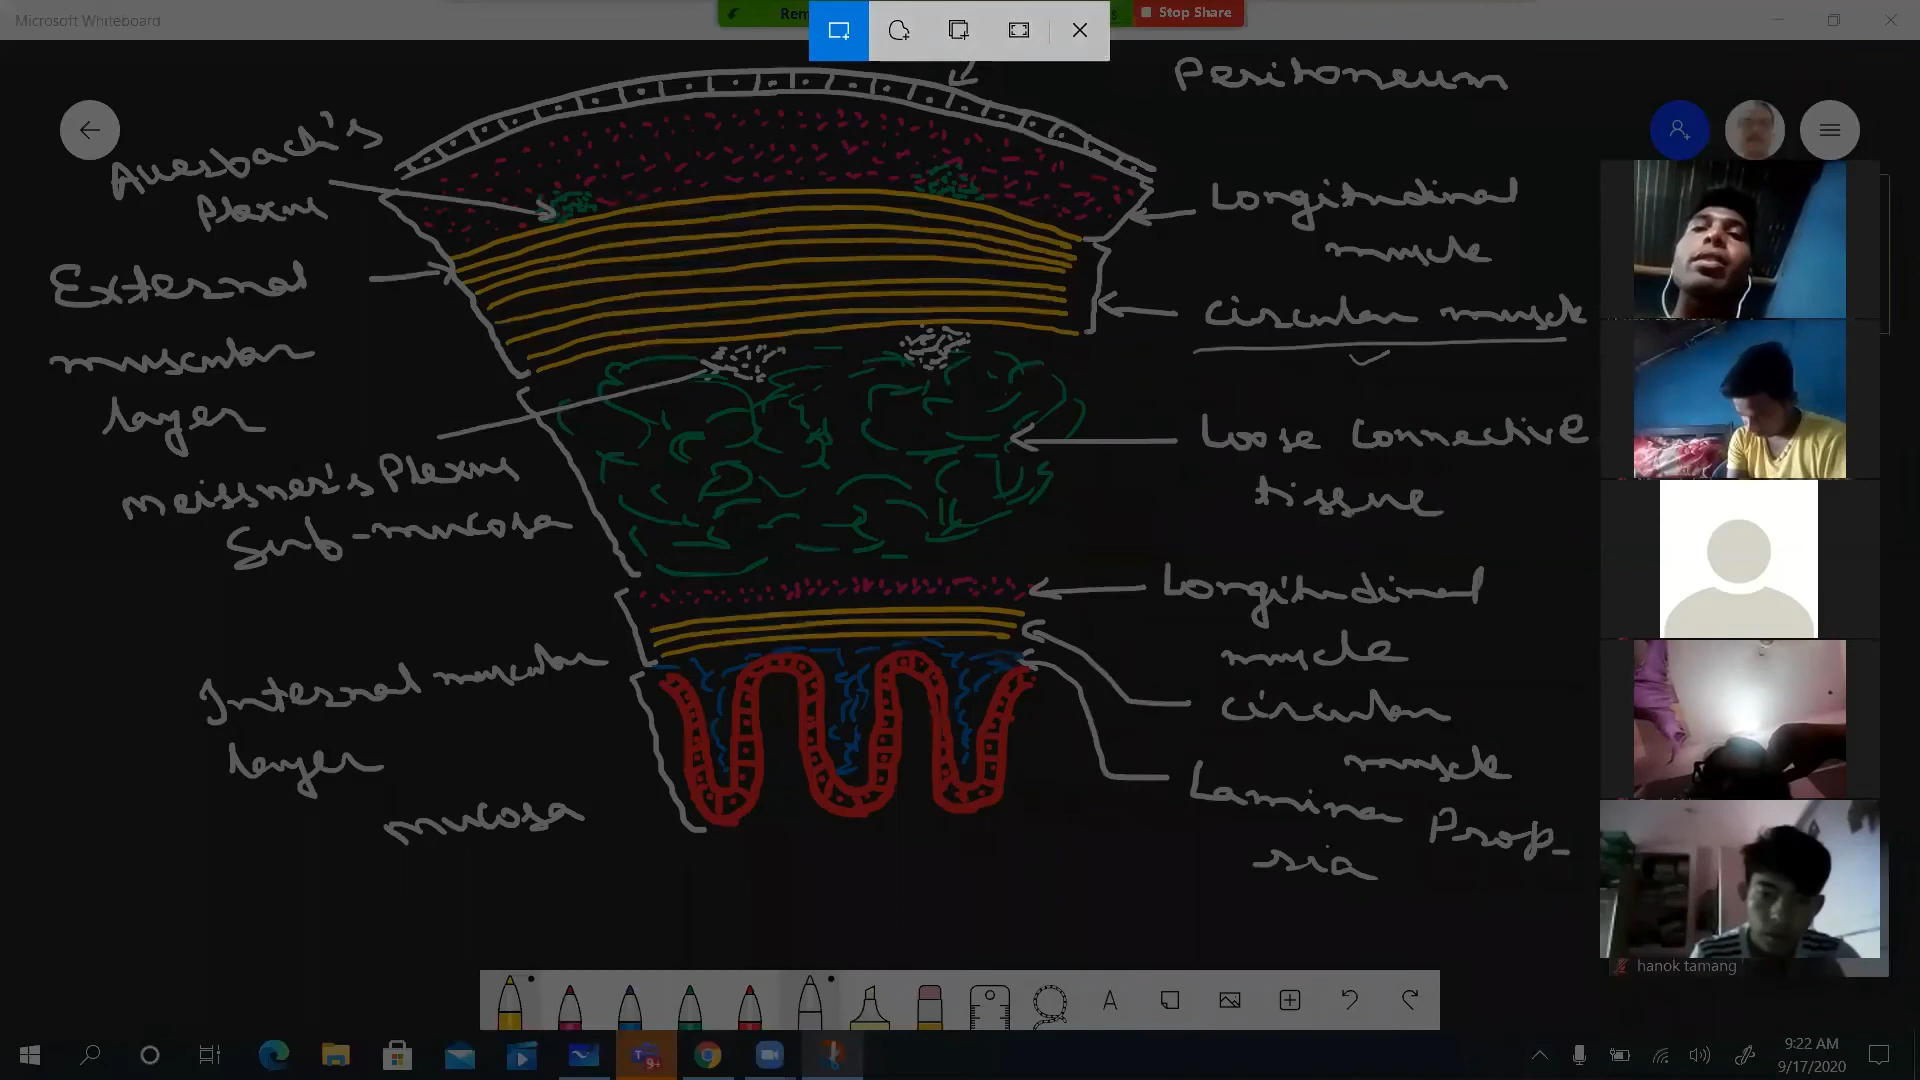 Microsoft Whiteboard
Rem
Stop Share
Peritoneum
Auerbach's
Plexus
Longitudinal
muscle
External
muscular
layer
Circular muscle
Loose Connective
tissue
Meissner's Plexus
Sub-mucosa
Longitudinal
muscle
Internal muscular
layer
circular
muscle
mucosa
Lamina Prop-
ria
hanok tamang
A
9+
9:22 AM
9/17/2020